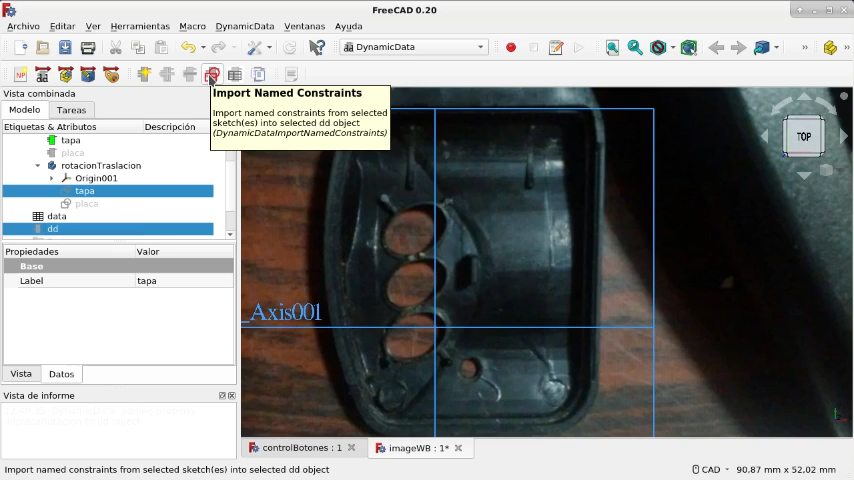 FreeCAD 0.20
Archivo Editar Ver Herramientas Macro DynamicData Ventanas Ayuda
DynamicData
NP
Vista combinada
Modelo Tareas
Etiquetas & Atributos Descripción
tapa
placa
rotacionTraslacion
Origin001
tapa
placa
data
dd
Import Named Constraints
Import named constraints from selected
sketch(es) into selected dd object
(DynamicDataImportNamedConstraints)
TOP
_Axis001
Propiedades Valor
Base
Label tapa
Vista Datos
Vista de informe
controlBotones : 1 imageWB : 1*
Import named constraints from selected sketch(es) into selected dd object
CAD 90,87 mm x 52,02 mm